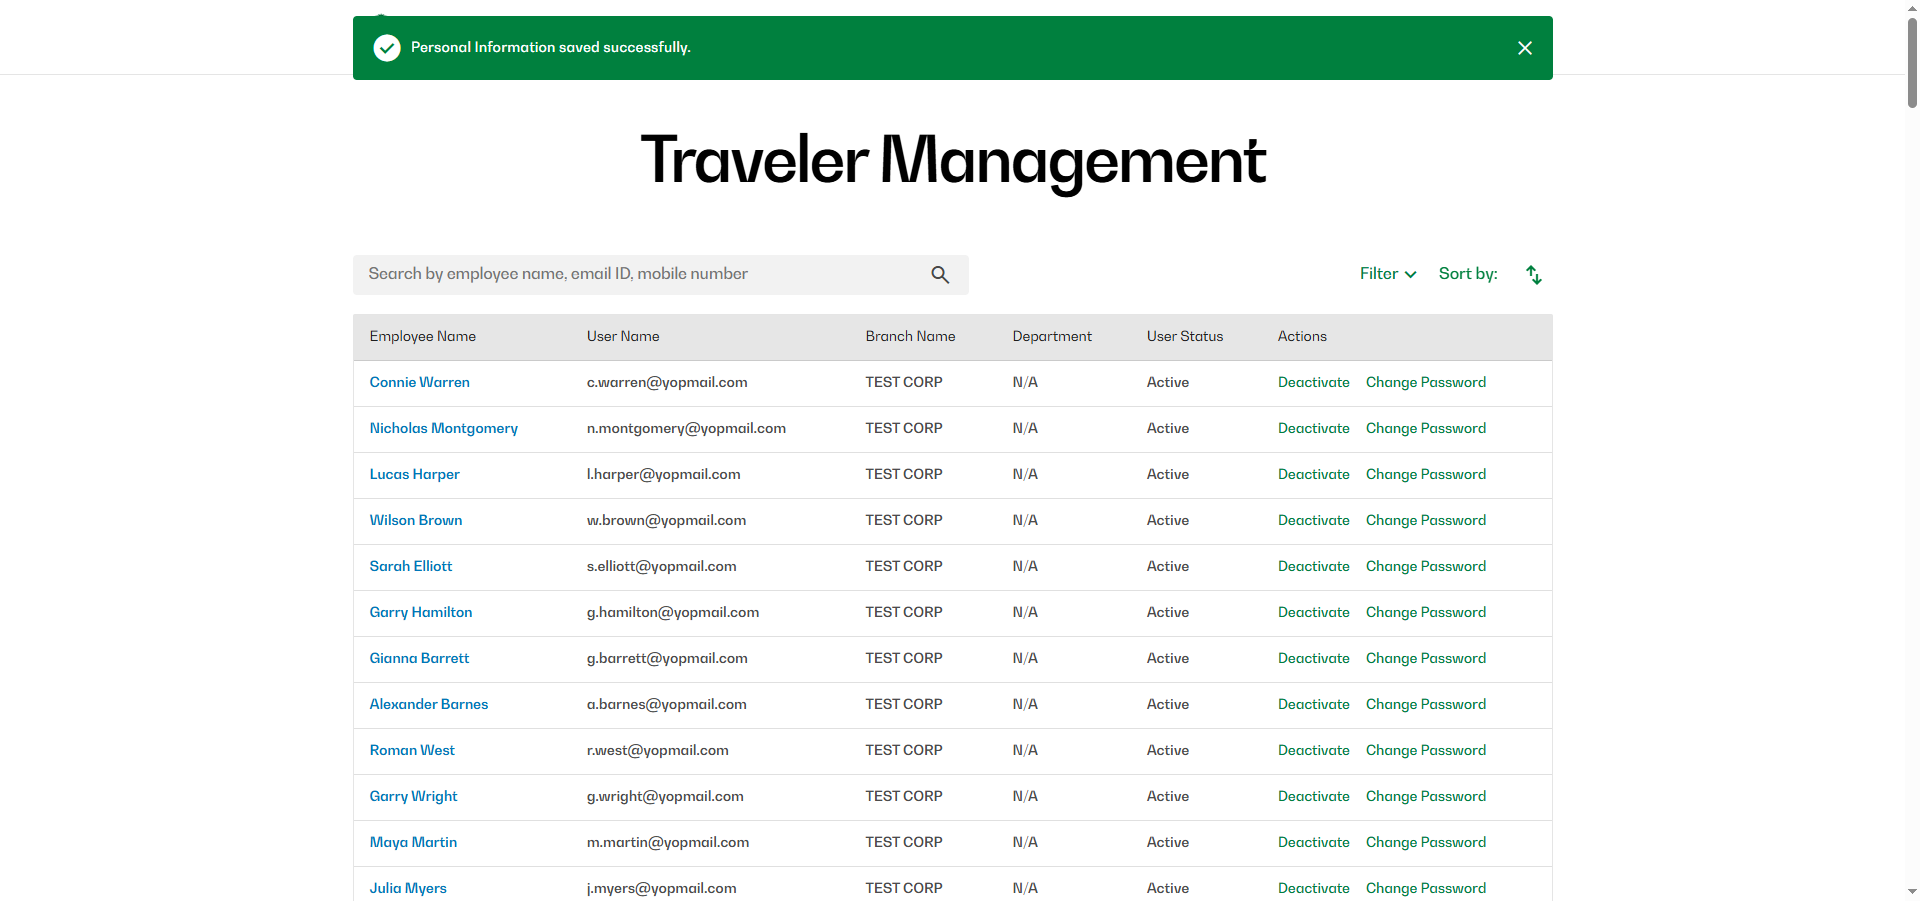 Personal Information saved successfully.
Traveler Management
Search by employee name, email ID, mobile number
Filter Sort by:
Employee Name User Name Branch Name Department User Status Actions
Connie Warren c.warren@yopmail.com TEST CORP N/A Active Deactivate Change Password
Nicholas Montgomery n.montgomery@yopmail.com TEST CORP N/A Active Deactivate Change Password
Lucas Harper l.harper@yopmail.com TEST CORP N/A Active Deactivate Change Password
Wilson Brown w.brown@yopmail.com TEST CORP N/A Active Deactivate Change Password
Sarah Elliott s.elliott@yopmail.com TEST CORP N/A Active Deactivate Change Password
Garry Hamilton g.hamilton@yopmail.com TEST CORP N/A Active Deactivate Change Password
Gianna Barrett g.barrett@yopmail.com TEST CORP N/A Active Deactivate Change Password
Alexander Barnes a.barnes@yopmail.com TEST CORP N/A Active Deactivate Change Password
Roman West r.west@yopmail.com TEST CORP N/A Active Deactivate Change Password
Garry Wright g.wright@yopmail.com TEST CORP N/A Active Deactivate Change Password
Maya Martin m.martin@yopmail.com TEST CORP N/A Active Deactivate Change Password
Julia Myers j.myers@yopmail.com TEST CORP N/A Active Deactivate Change Password